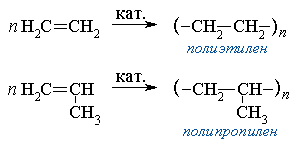 n H₂C=CH₂ кат. (–CH₂–CH₂–)ₙ
полиэтилен
n H₂C=CH кат. (–CH₂–CH–)ₙ
CH₃ CH₃
полипропилен